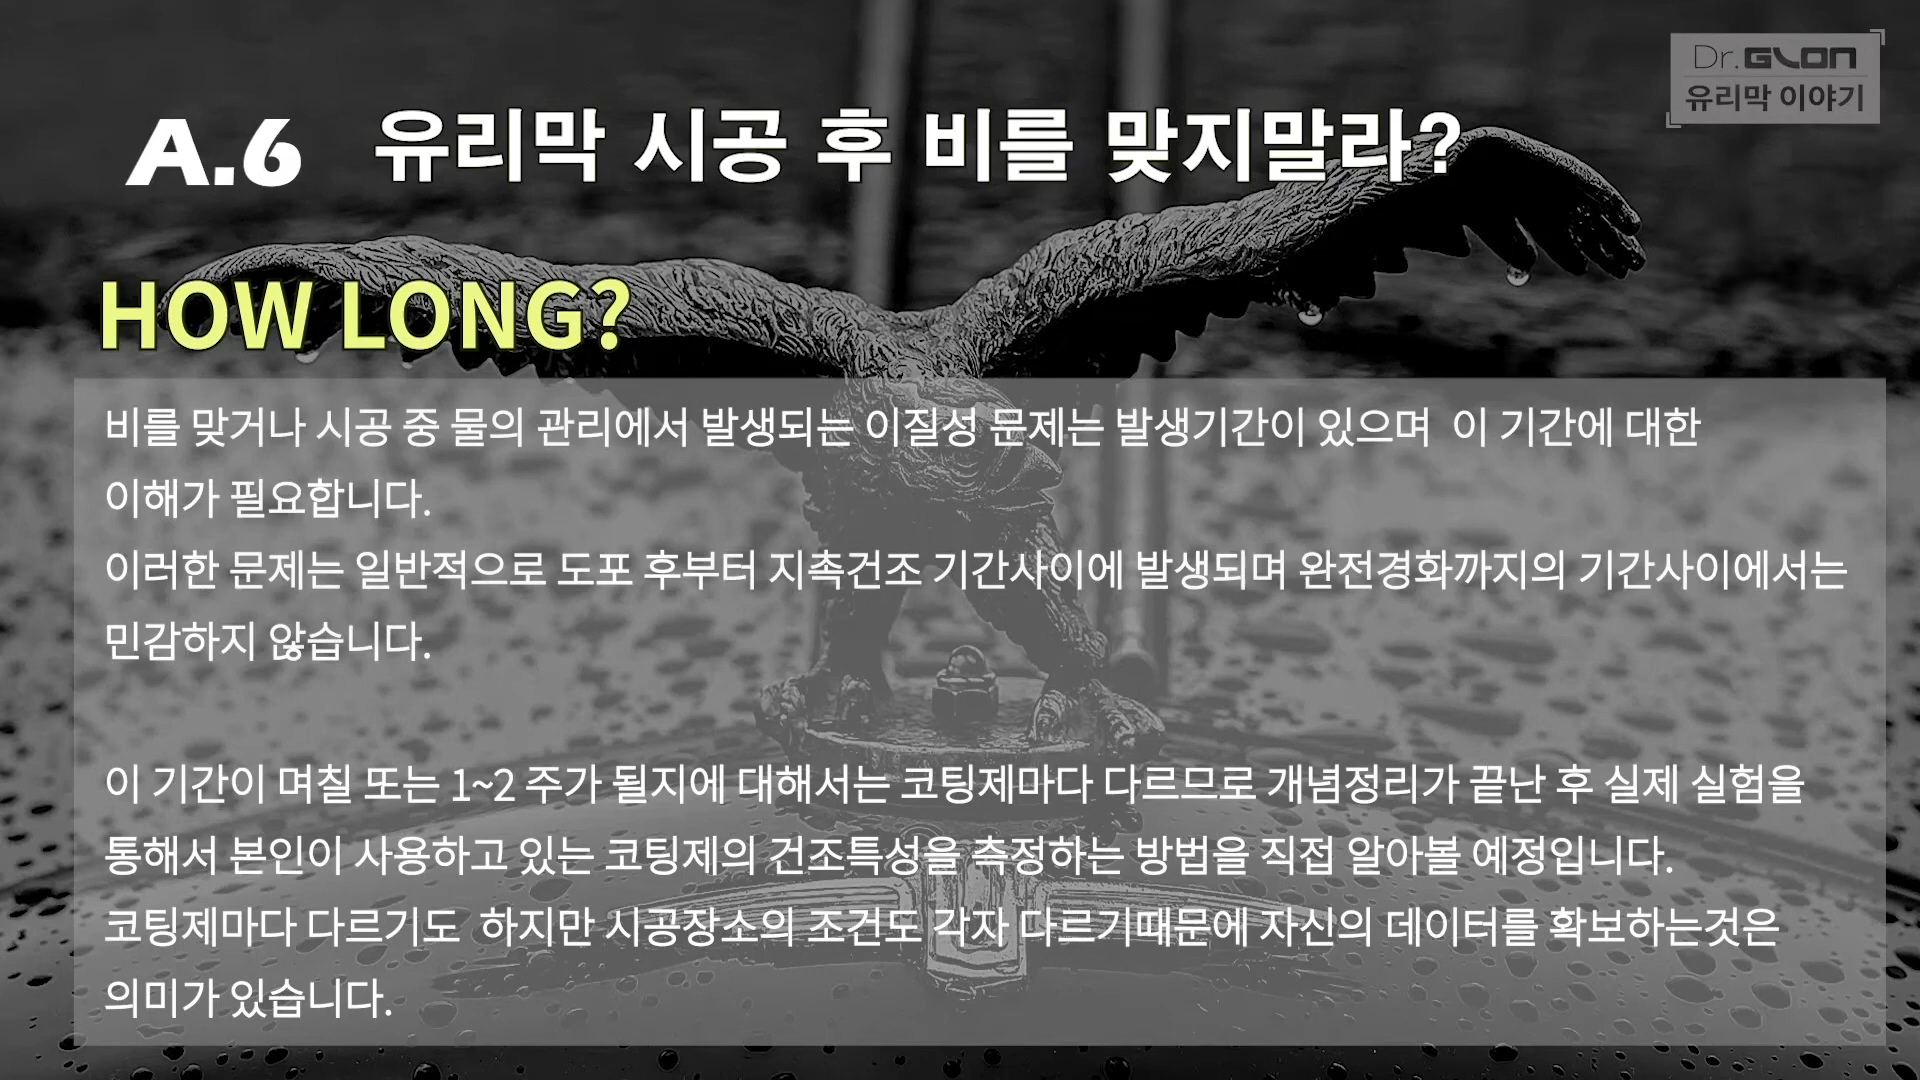 Dr.GLON
유리막 이야기
A.6 유리막 시공 후 비를 맞지말라?
HOW LONG?
비를 맞거나 시공 중 물의 관리에서 발생되는 이질성 문제는 발생기간이 있으며 이 기간에 대한
이해가 필요합니다.
이러한 문제는 일반적으로 도포 후부터 지촉건조 기간사이에 발생되며 완전경화까지의 기간사이에서는
민감하지 않습니다.
이 기간이 며칠 또는 1~2 주가 될지에 대해서는 코팅제마다 다르므로 개념정리가 끝난 후 실제 실험을
통해서 본인이 사용하고 있는 코팅제의 건조특성을 측정하는 방법을 직접 알아볼 예정입니다.
코팅제마다 다르기도 하지만 시공장소의 조건도 각자 다르기때문에 자신의 데이터를 확보하는것은
의미가 있습니다.